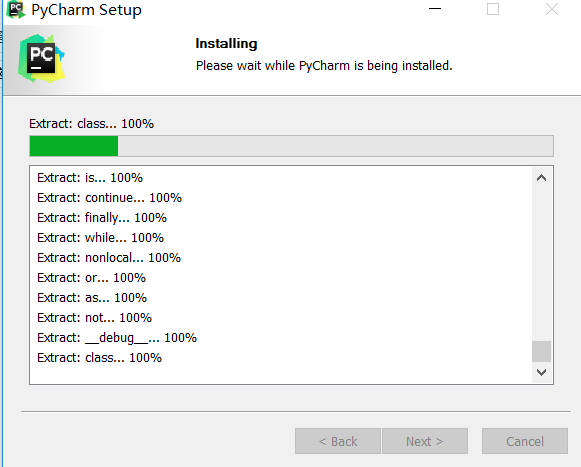 PyCharm Setup
PC
Installing
Please wait while PyCharm is being installed.
Extract: class... 100%
Extract: is... 100%
Extract: continue... 100%
Extract: finally... 100%
Extract: while... 100%
Extract: nonlocal... 100%
Extract: or... 100%
Extract: as... 100%
Extract: not... 100%
Extract: __debug__... 100%
Extract: class... 100%
< Back
Next >
Cancel